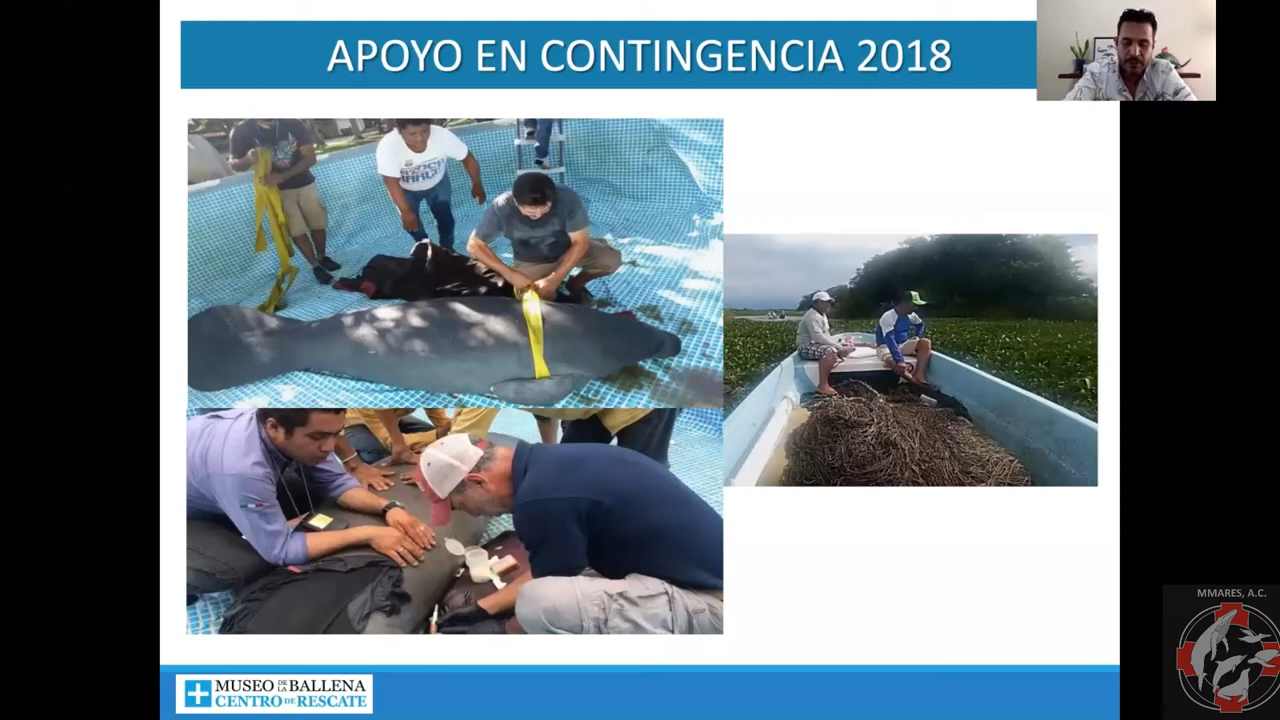 APOYO EN CONTINGENCIA 2018
MUSEO DE LA BALLENA
CENTRO DE RESCATE
MMARES, A.C.